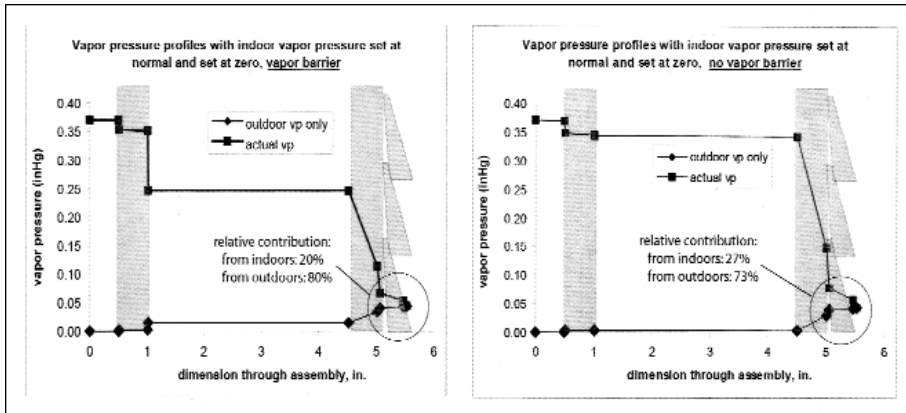 Vapor pressure profiles with indoor vapor pressure set at
normal and set at zero, vapor barrier
0.40
0.35
0.30
0.25
0.20
0.15
0.10
0.05
0.00
vapor pressure (inHg)
outdoor vp only
actual vp
relative contribution:
from indoors: 20%
from outdoors: 80%
0 1 2 3 4 5 6
dimension through assembly, in.
Vapor pressure profiles with indoor vapor pressure set at
normal and set at zero, no vapor barrier
0.40
0.35
0.30
0.25
0.20
0.15
0.10
0.05
0.00
vapor pressure (inHg)
outdoor vp only
actual vp
relative contribution:
from indoors: 27%
from outdoors: 73%
0 1 2 3 4 5 6
dimension through assembly, in.